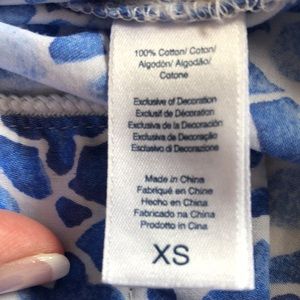 100% Cotton/ Coton/
Algodón/ Algodão/
Cotone
Exclusive of Decoration
Exclusif de Décoration
Exclusiva de la Decoración
Exclusiva de Decoração
Esclusivo di Decorazione
Made in China
Fabriqué en Chine
Hecho en China
Fabricado na China
Prodotto in Cina
XS